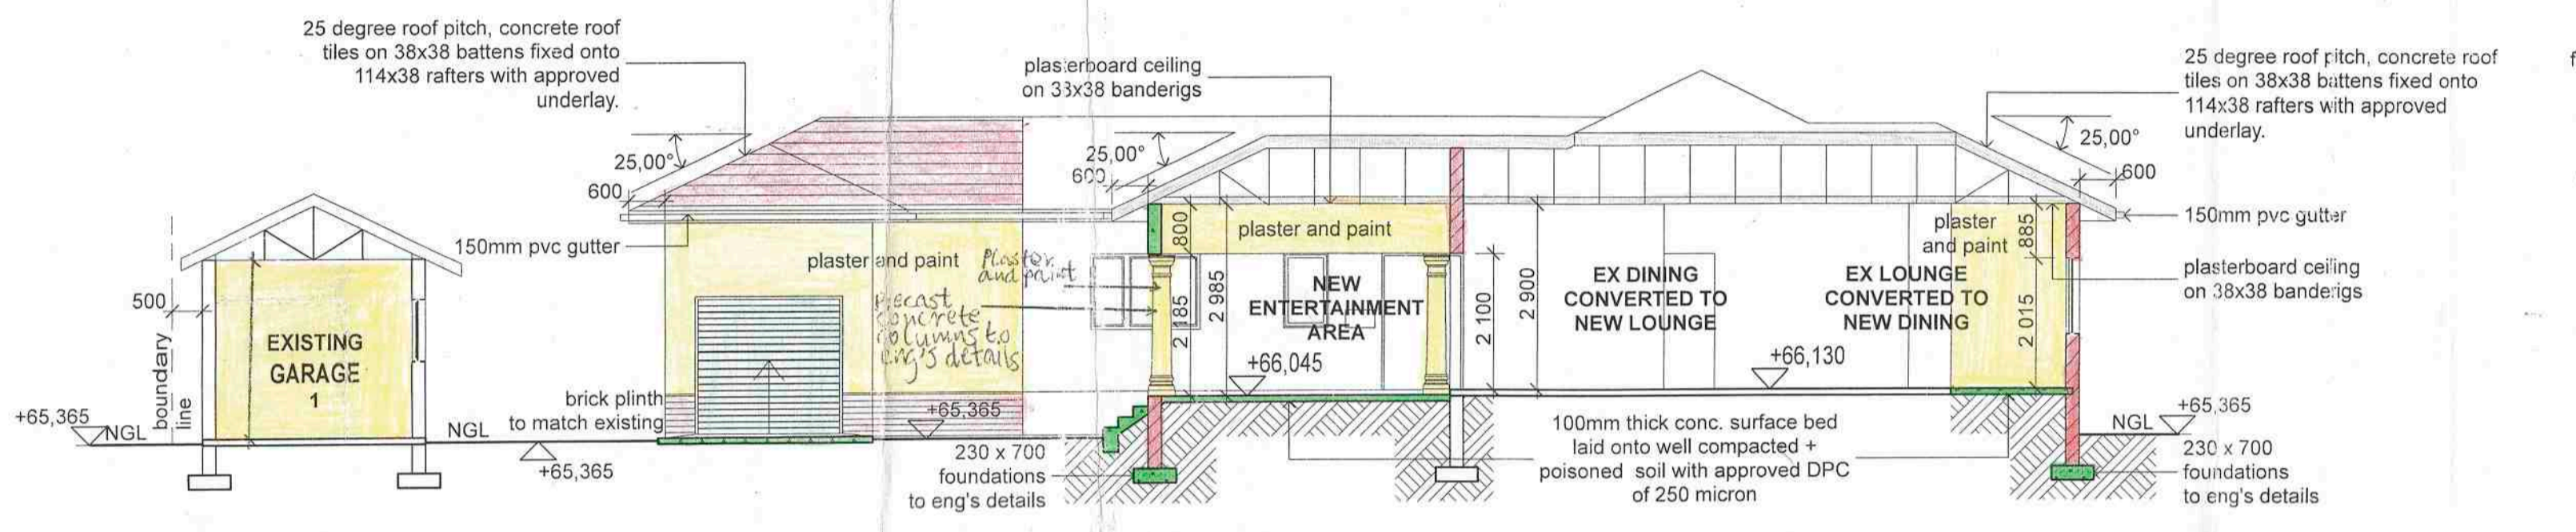 25 degree roof pitch, concrete roof
tiles on 38x38 battens fixed onto
114x38 rafters with approved
underlay.
25,00°
600
150mm pvc gutter
500
boundary
line
EXISTING
GARAGE
1
+65,365
NGL
NGL
+65,365
brick plinth
to match existing
plaster and paint
Plaster
and paint
Precast
concrete
columns to
eng's details
+65,365
230 x 700
foundations
to eng's details
plasterboard ceiling
on 33x38 banderigs
25,00°
600
800
2 185
2 985
plaster and paint
NEW
ENTERTAINMENT
AREA
+66,045
2 100
2 900
EX DINING
CONVERTED TO
NEW LOUNGE
EX LOUNGE
CONVERTED TO
NEW DINING
+66,130
plaster
and paint
885
2 015
100mm thick conc. surface bed
laid onto well compacted +
poisoned soil with approved DPC
of 250 micron
25 degree roof pitch, concrete roof
tiles on 38x38 battens fixed onto
114x38 rafters with approved
underlay.
25,00°
600
150mm pvc gutter
plasterboard ceiling
on 38x38 banderigs
+65,365
NGL
230 x 700
foundations
to eng's details
f